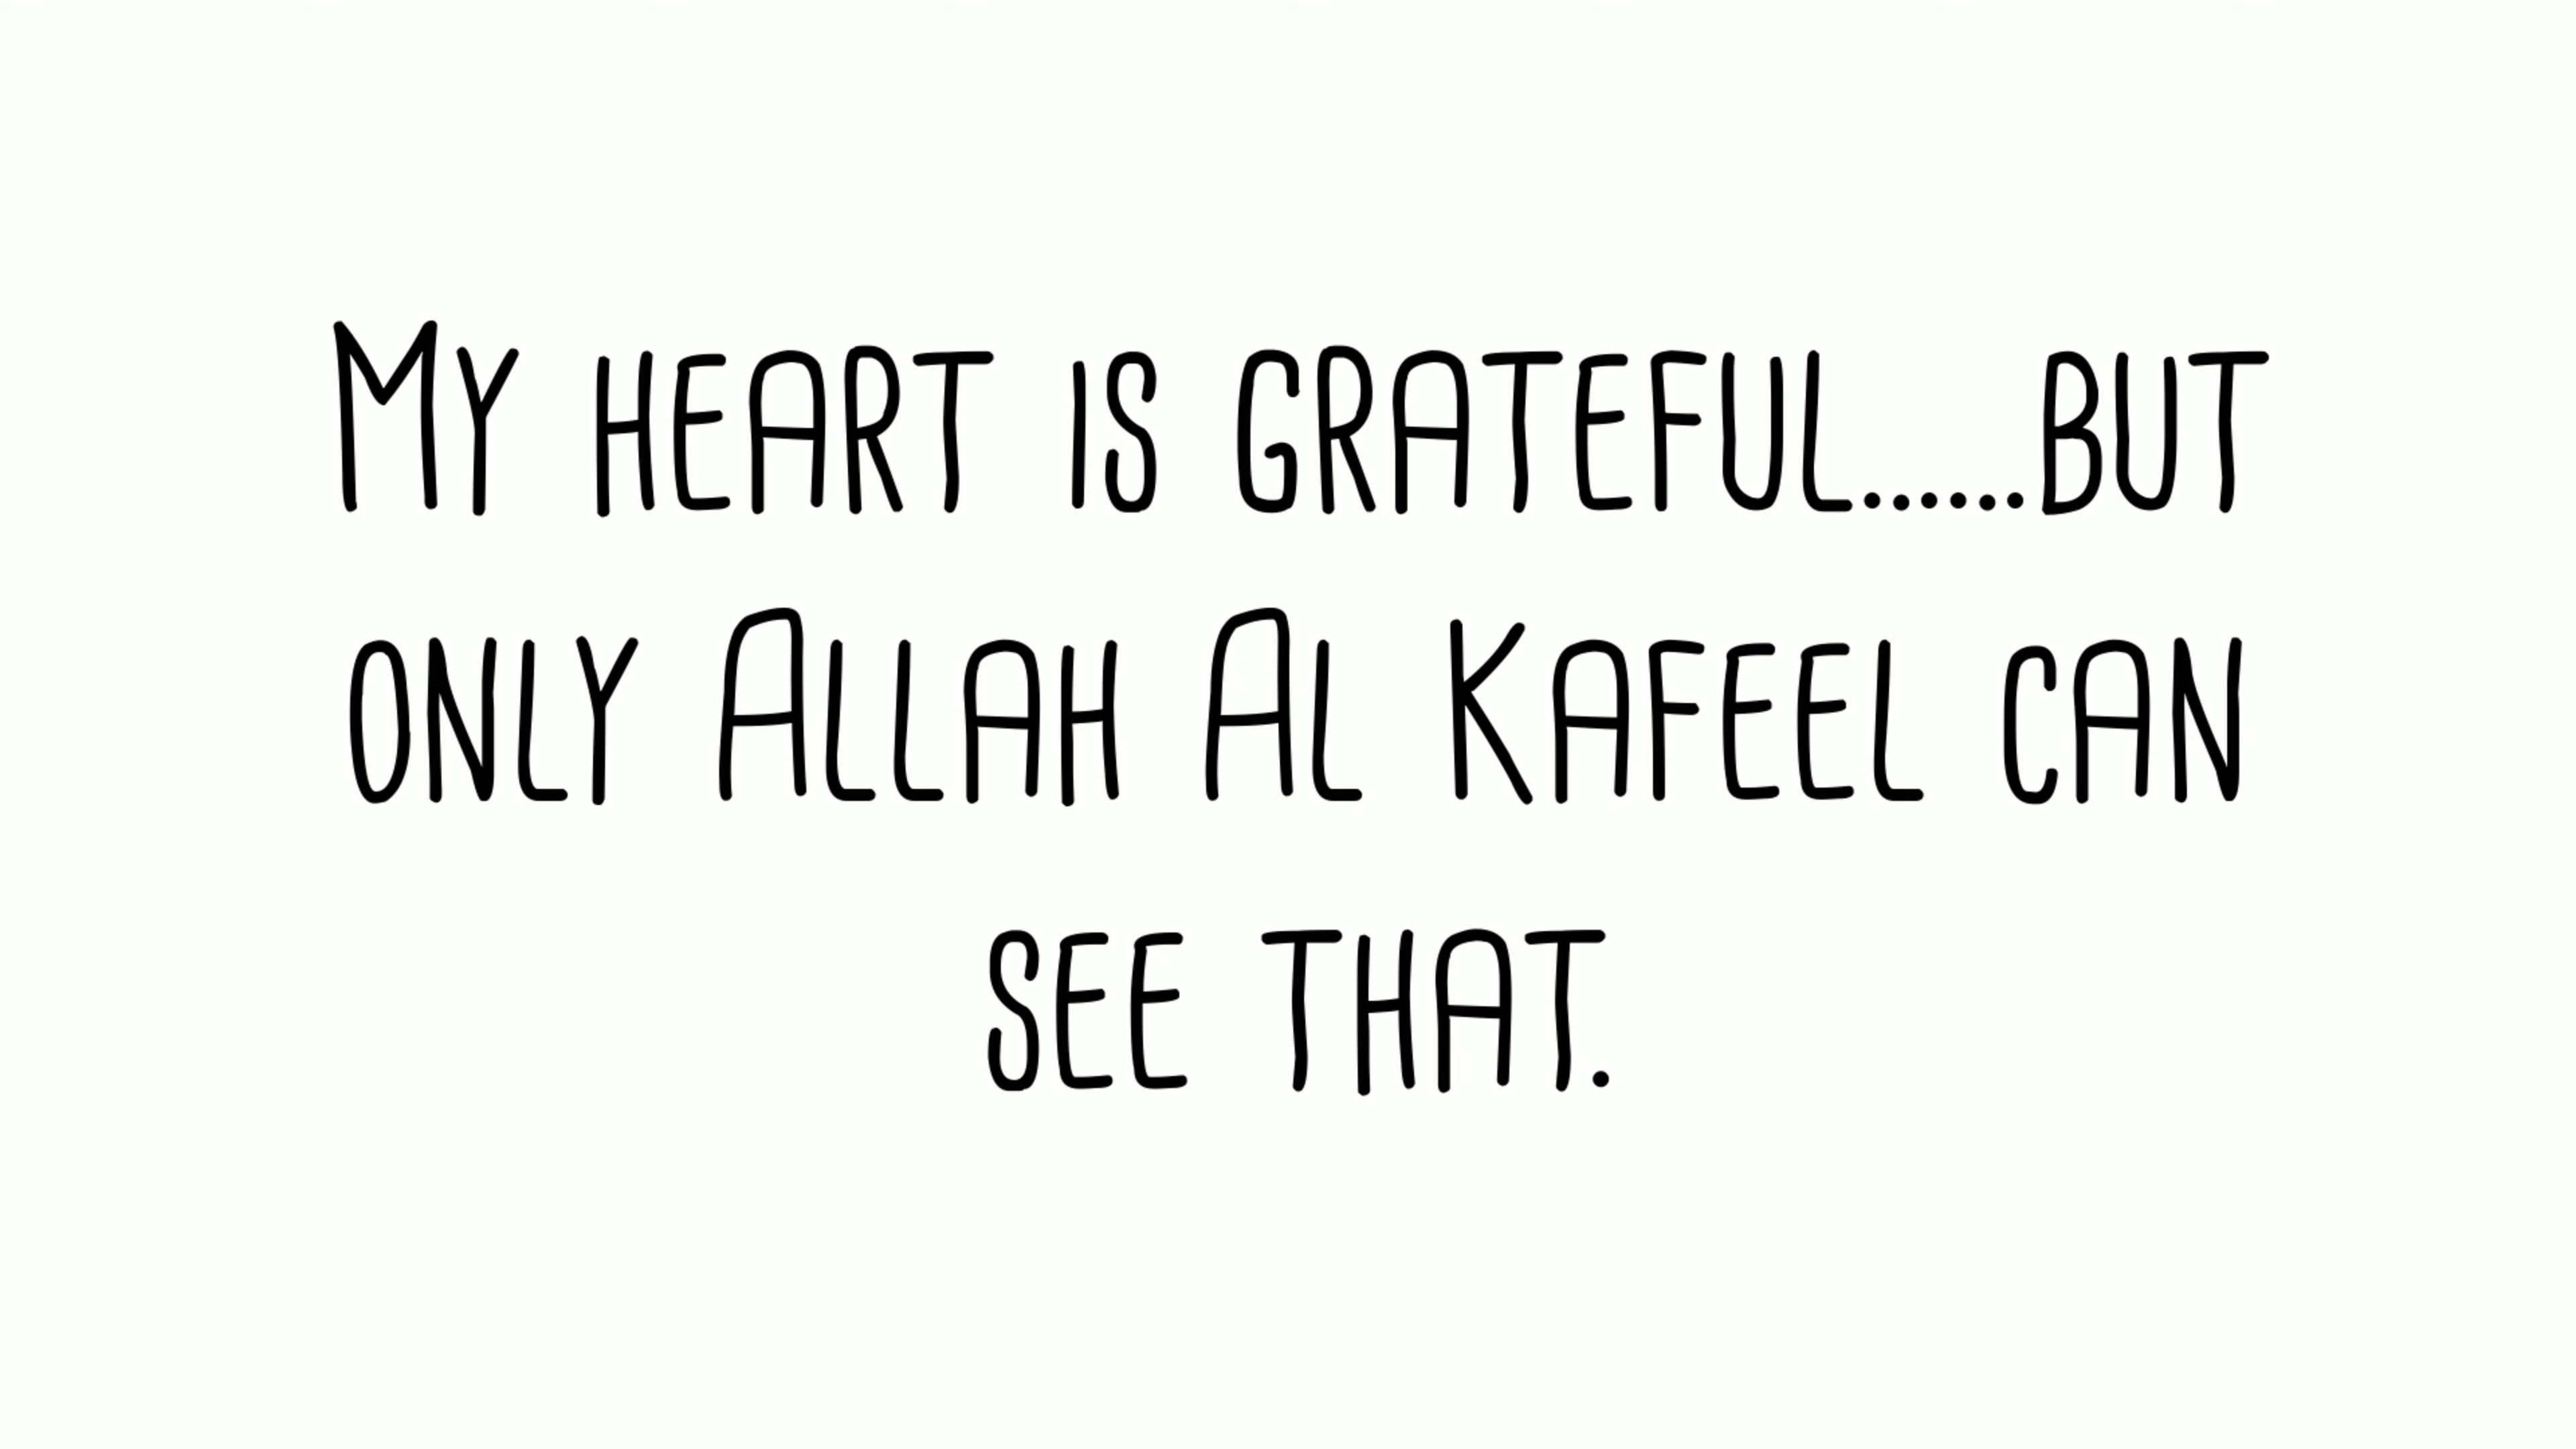 My heart is grateful......but
only Allah Al Kafeel can
see that.